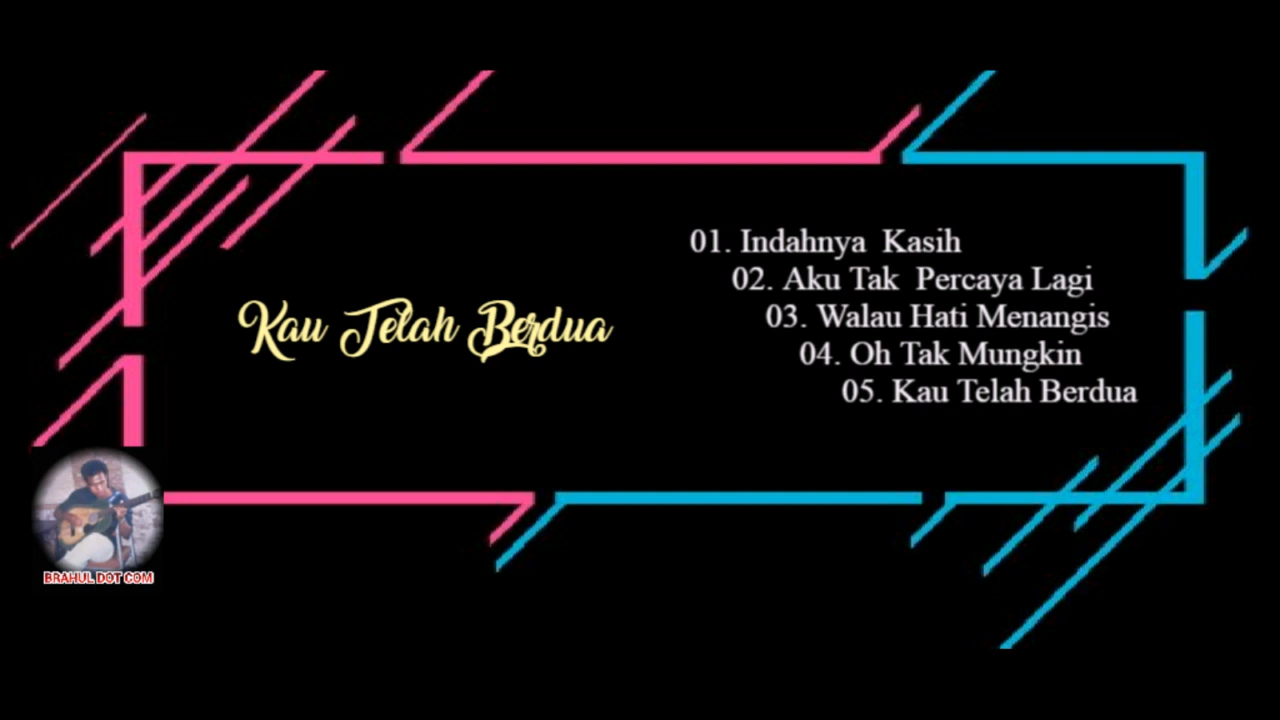 Kau Telah Berdua
01. Indahnya Kasih
02. Aku Tak Percaya Lagi
03. Walau Hati Menangis
04. Oh Tak Mungkin
05. Kau Telah Berdua
BRAHUL DOT COM